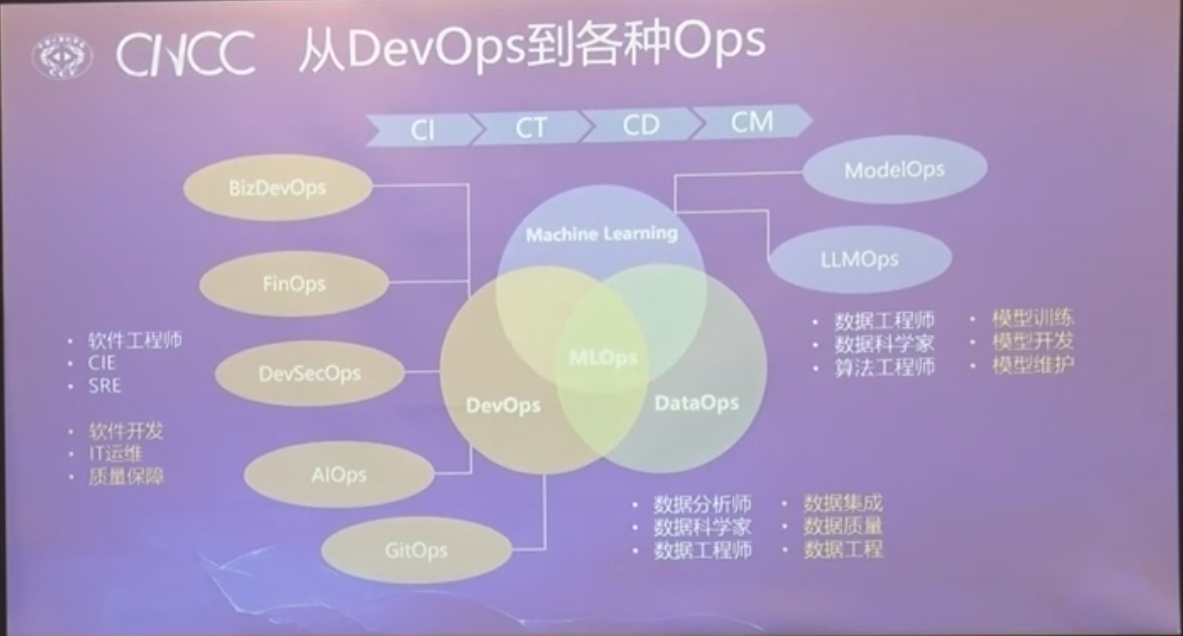 CNCC 从DevOps到各种Ops
CI CT CD CM
BizDevOps
FinOps
DevSecOps
AIOps
GitOps
Machine Learning
MLOps
DevOps
DataOps
ModelOps
LLMOps
软件工程师
CIE
SRE
软件开发
IT运维
质量保障
数据工程师
数据科学家
算法工程师
模型训练
模型开发
模型维护
数据分析师
数据科学家
数据工程师
数据集成
数据质量
数据工程